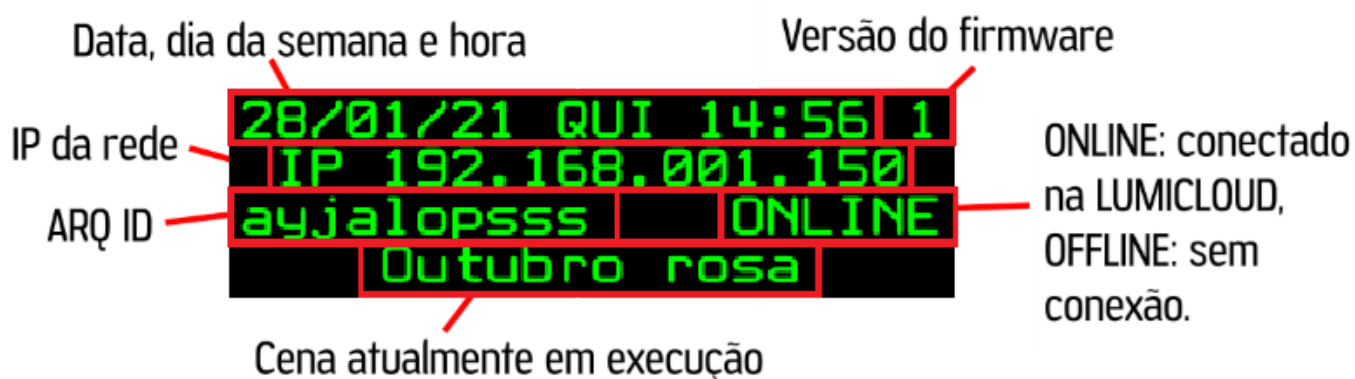 Data, dia da semana e hora
Versão do firmware
28/01/21 QUI 14:56 1
IP da rede
IP 192.168.001.150
ARQ ID
ayjalopsss ONLINE
ONLINE: conectado
na LUMICLOUD,
OFFLINE: sem
conexão.
Outubro rosa
Cena atualmente em execução